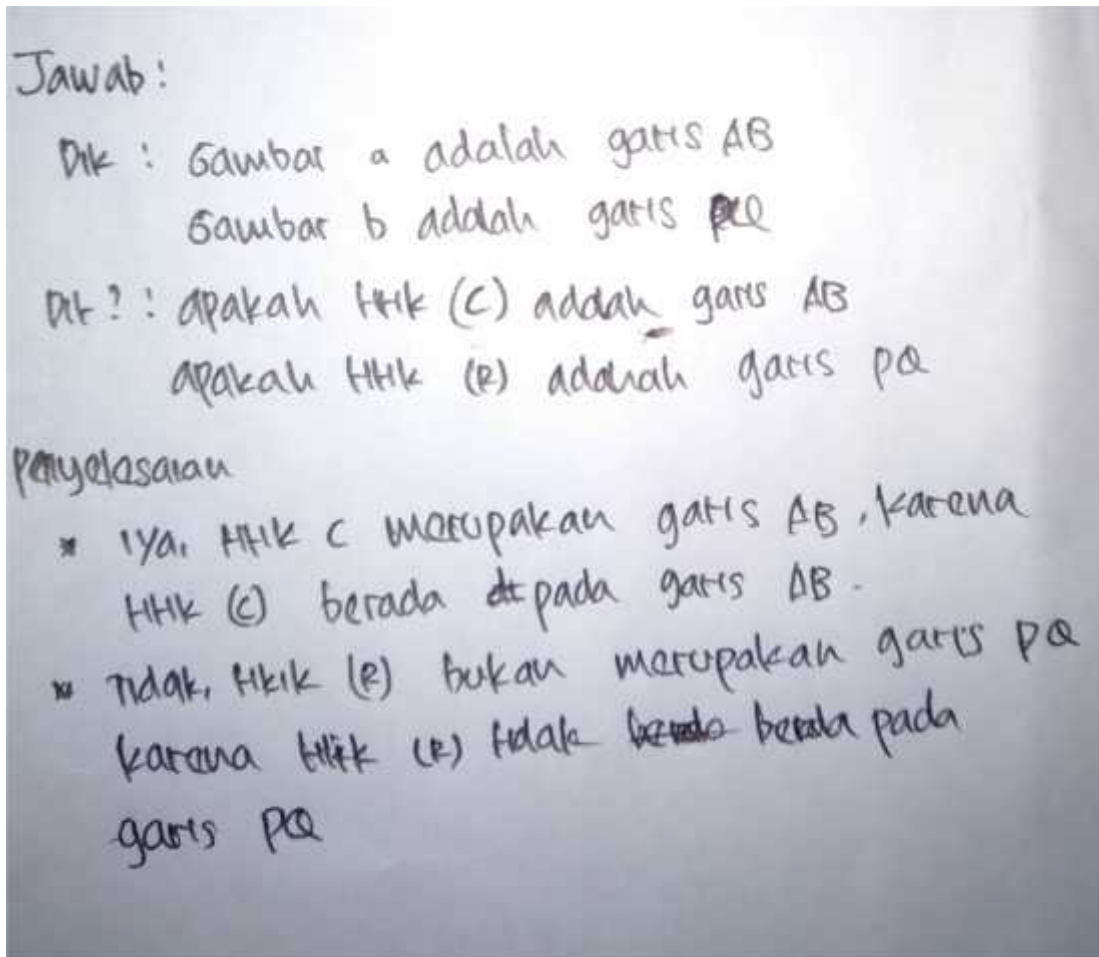 Jawab:
Dik : Gambar a adalah garis AB
Gambar b adalah garis PQ
Dit ? : apakah titik (C) adalah garis AB
apakah titik (R) adalah garis PQ
Penyelesaian
* iya, titik C merupakan garis AB, karena
titik (C) berada pada garis AB.
* Tidak, titik (R) bukan merupakan garis PQ
karena titik (R) tidak berada pada
garis PQ